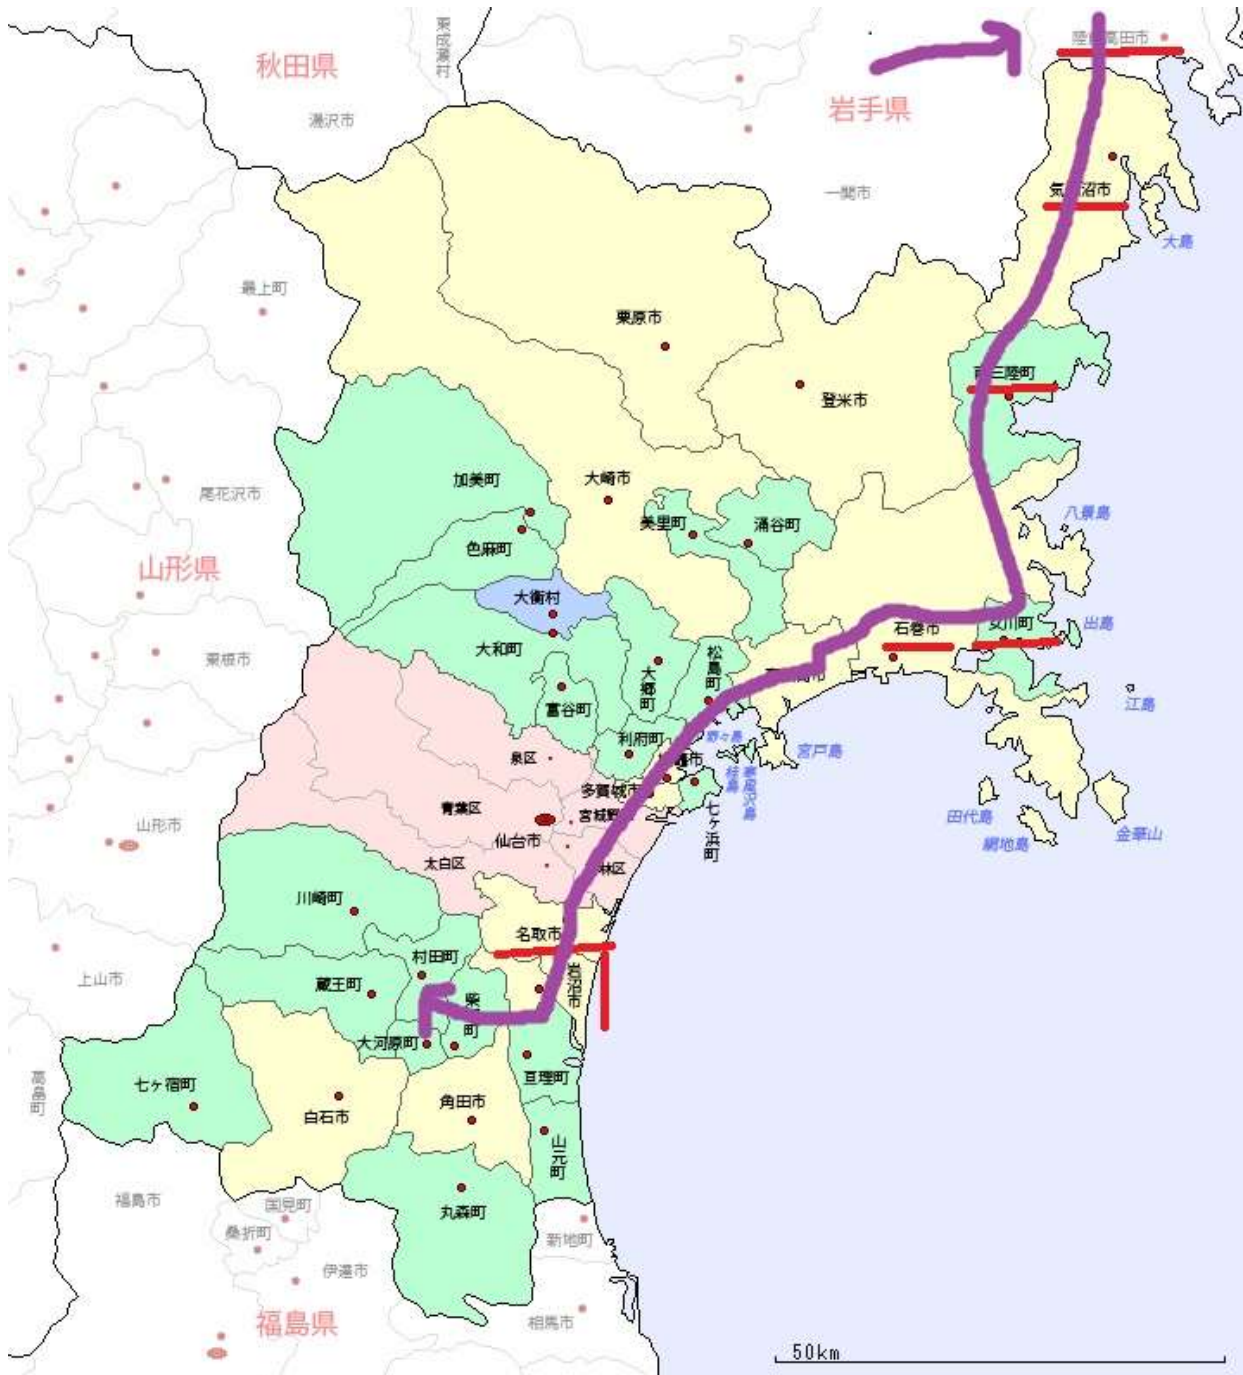 東成瀬村
秋田県
湯沢市
岩手県
一関市
大島
最上町
栗原市
登米市
加美町
大崎市
美里町
涌谷町
尾花沢市
色麻町
八景島
山形県
大衡村
大和町
石巻市
出島
東根市
松島町
大郷町
富谷町
江島
利府町
野々島
泉区
宮戸島
桂島
寒風沢島
多賀城市
青葉区
七ヶ浜町
田代島
網地島
金華山
山形市
仙台市
太白区
川崎町
名取市
村田町
上山市
蔵王町
岩沼市
大河原町
高畠町
七ヶ宿町
亘理町
白石市
角田市
山元町
福島市
国見町
丸森町
桑折町
新地町
伊達市
福島県
相馬市
50km